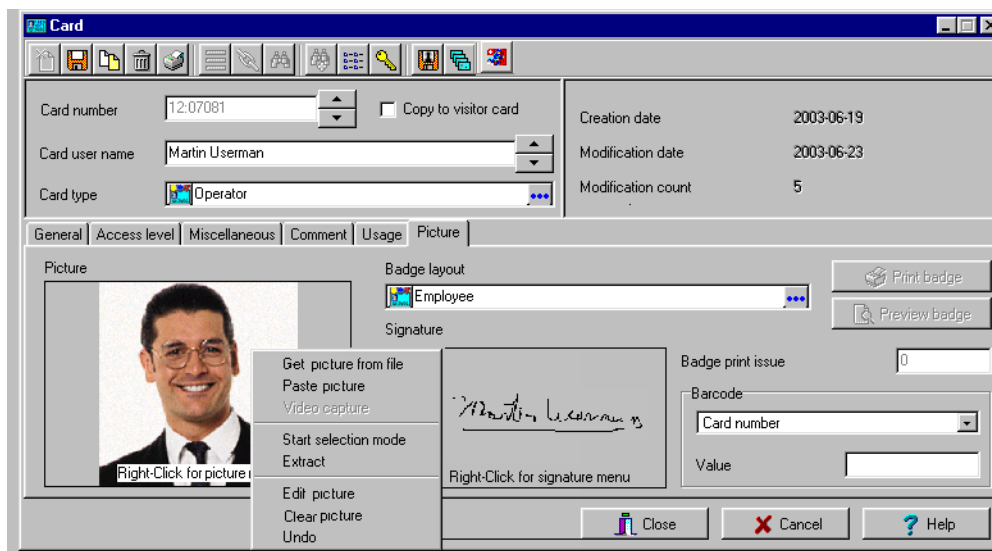 Card
Card number 12:07081 Copy to visitor card
Card user name Martin Userman
Card type Operator
Creation date 2003-06-19
Modification date 2003-06-23
Modification count 5
General Access level Miscellaneous Comment Usage Picture
Picture
Right-Click for picture
Badge layout
Employee
Signature
Right-Click for signature menu
Get picture from file
Paste picture
Video capture
Start selection mode
Extract
Edit picture
Clear picture
Undo
Print badge
Preview badge
Badge print issue 0
Barcode
Card number
Value
Close Cancel Help